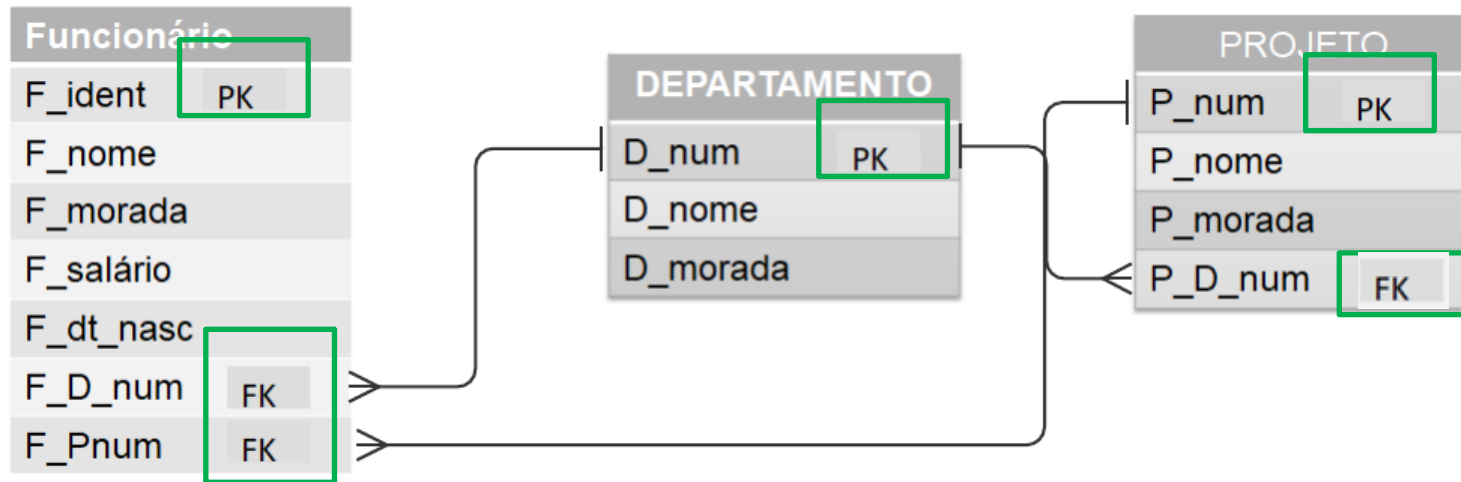 Funcionário
F_ident PK
F_nome
F_morada
F_salário
F_dt_nasc
F_D_num FK
F_Pnum FK
DEPARTAMENTO
D_num PK
D_nome
D_morada
PROJETO
P_num PK
P_nome
P_morada
P_D_num FK